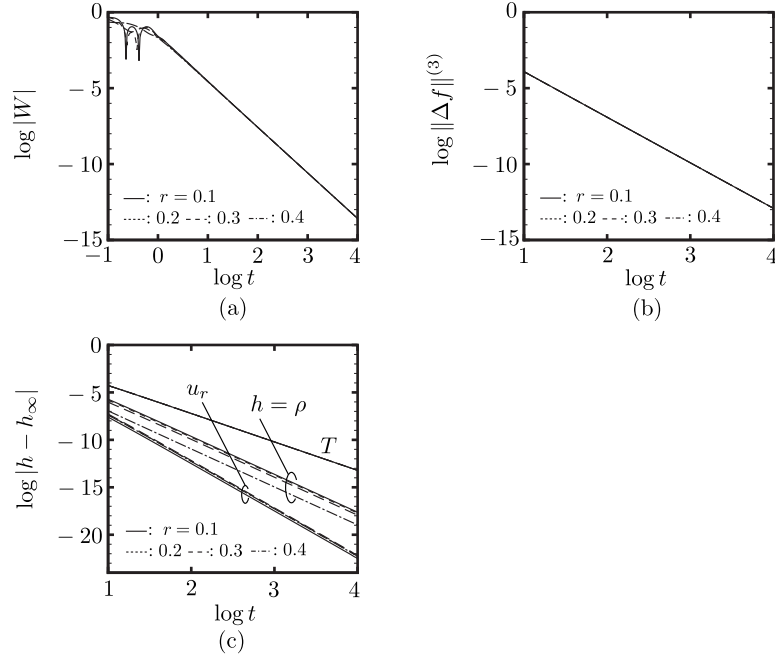 0
−5
−10
−15
log |W|
—: r = 0.1
: 0.2 : 0.3 : 0.4
−1 0 1 2 3 4
log t
(a)
0
−5
−10
−15
log ‖Δf‖(3)
—: r = 0.1
: 0.2 : 0.3 : 0.4
1 2 3 4
log t
(b)
0
−5
−10
−15
−20
log |h − h∞|
u_r
h = ρ
T
—: r = 0.1
: 0.2 : 0.3 : 0.4
1 2 3 4
log t
(c)